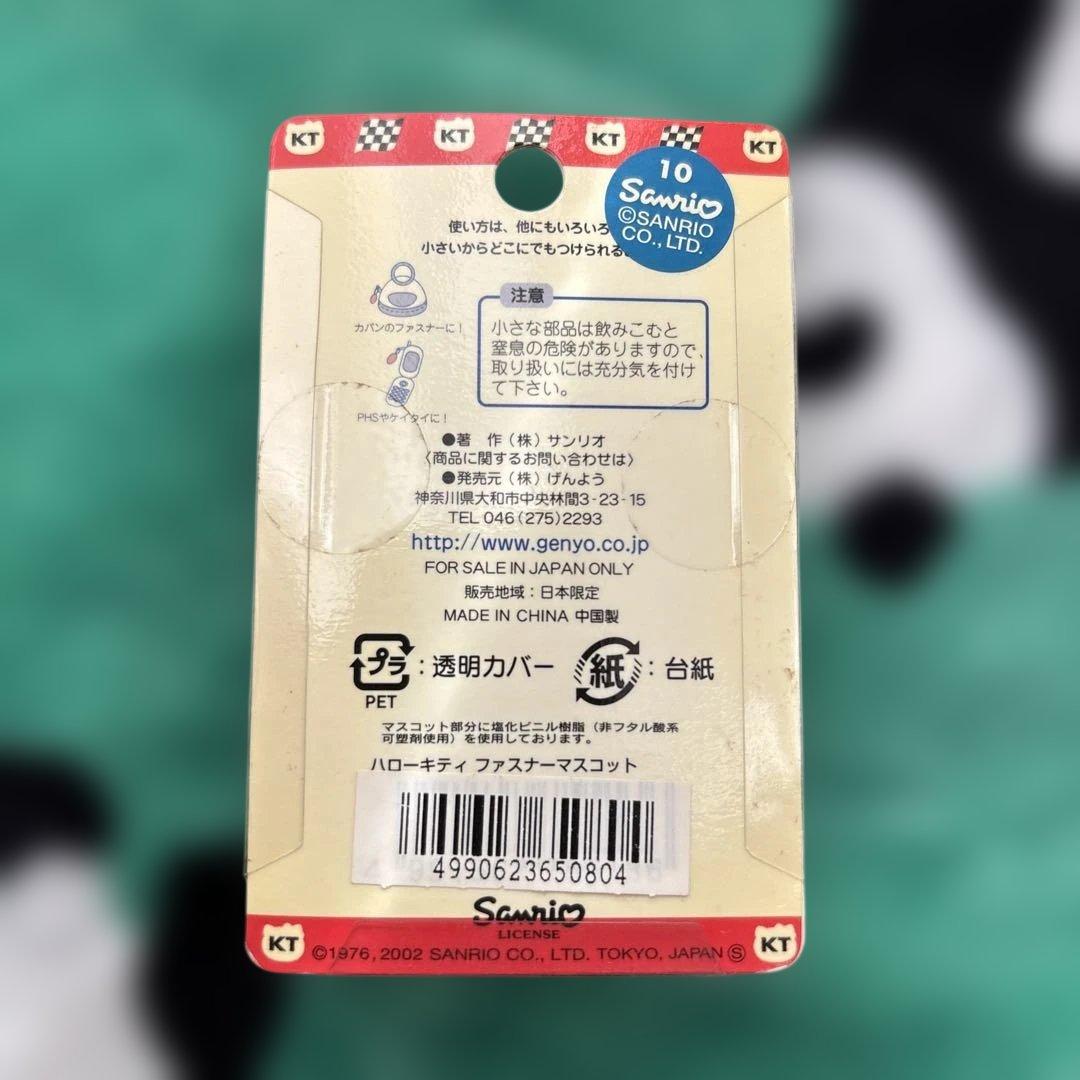 KT KT KT KT
10
Sanrio
©SANRIO
CO., LTD.
使い方は、他にもいろいろ
小さいからどこにでもつけられる
カバンのファスナーに!
PHSやケイタイに!
注意
小さな部品は飲みこむと
窒息の危険がありますので、
取り扱いには充分気を付け
て下さい。
●著 作(株)サンリオ
〈商品に関するお問い合わせは〉
●発売元(株)げんよう
神奈川県大和市中央林間3-23-15
TEL 046(275)2293
http://www.genyo.co.jp
FOR SALE IN JAPAN ONLY
販売地域:日本限定
MADE IN CHINA 中国製
プラ:透明カバー 紙:台紙
PET
マスコット部分に塩化ビニル樹脂(非フタル酸系
可塑剤使用)を使用しております。
ハローキティ ファスナーマスコット
4990623650804
Sanrio
LICENSE
KT KT
©1976, 2002 SANRIO CO., LTD. TOKYO, JAPAN Ⓢ